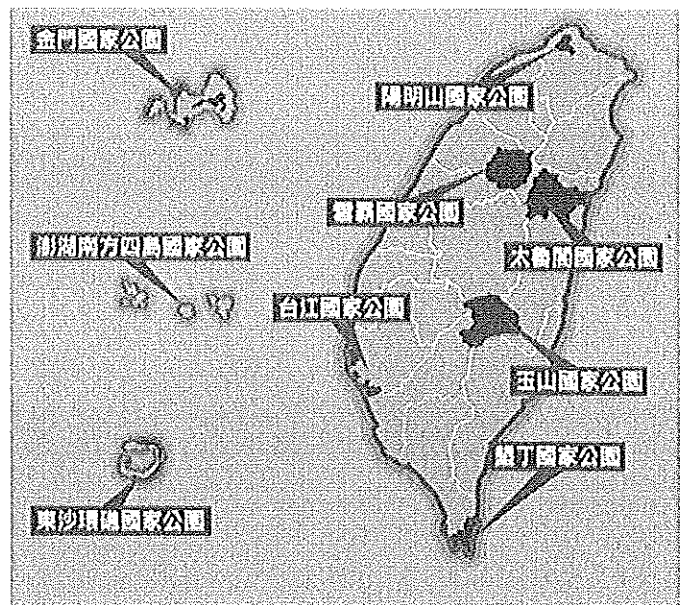 金門國家公園
陽明山國家公園
雪霸國家公園
澎湖南方四島國家公園
太魯閣國家公園
台江國家公園
玉山國家公園
墾丁國家公園
東沙環礁國家公園